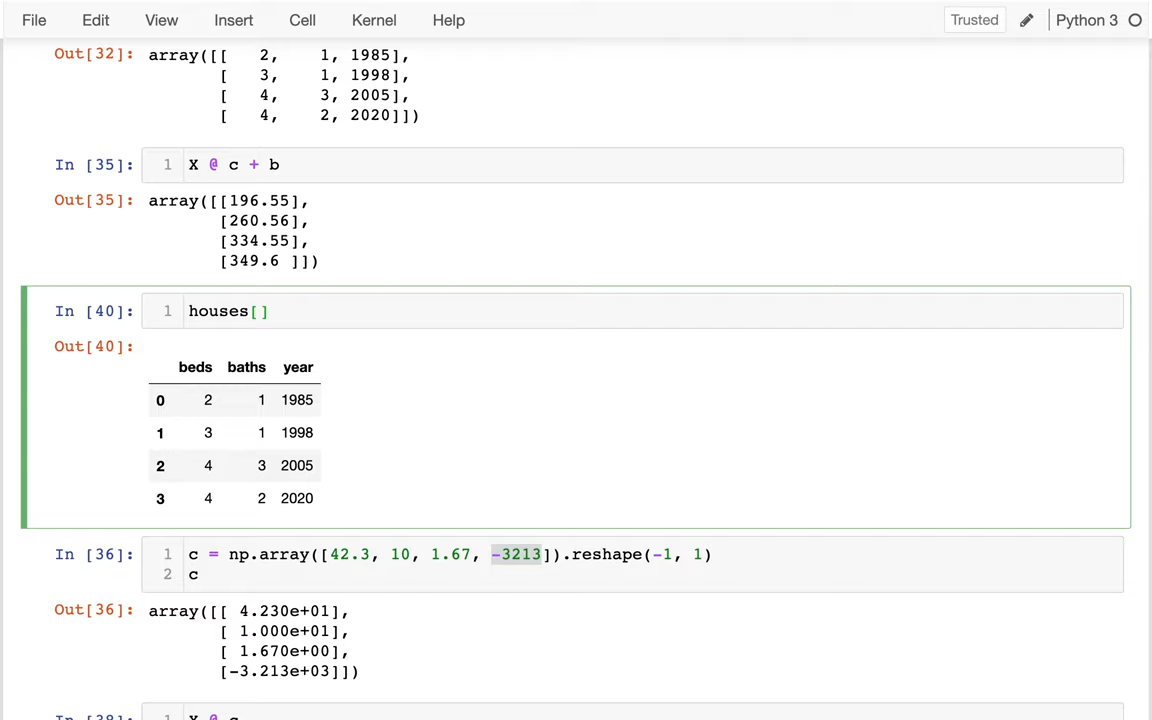 File Edit View Insert Cell Kernel Help Trusted Python 3
Out[32]: array([[ 2, 1, 1985],
[ 3, 1, 1998],
[ 4, 3, 2005],
[ 4, 2, 2020]])
In [35]: 1 X @ c + b
Out[35]: array([[196.55],
[260.56],
[334.55],
[349.6 ]])
In [40]: 1 houses[]
Out[40]:
beds baths year
0 2 1 1985
1 3 1 1998
2 4 3 2005
3 4 2 2020
In [36]: 1 c = np.array([42.3, 10, 1.67, -3213]).reshape(-1, 1)
2 c
Out[36]: array([[ 4.230e+01],
[ 1.000e+01],
[ 1.670e+00],
[-3.213e+03]])
In [38]: 1 X @ c